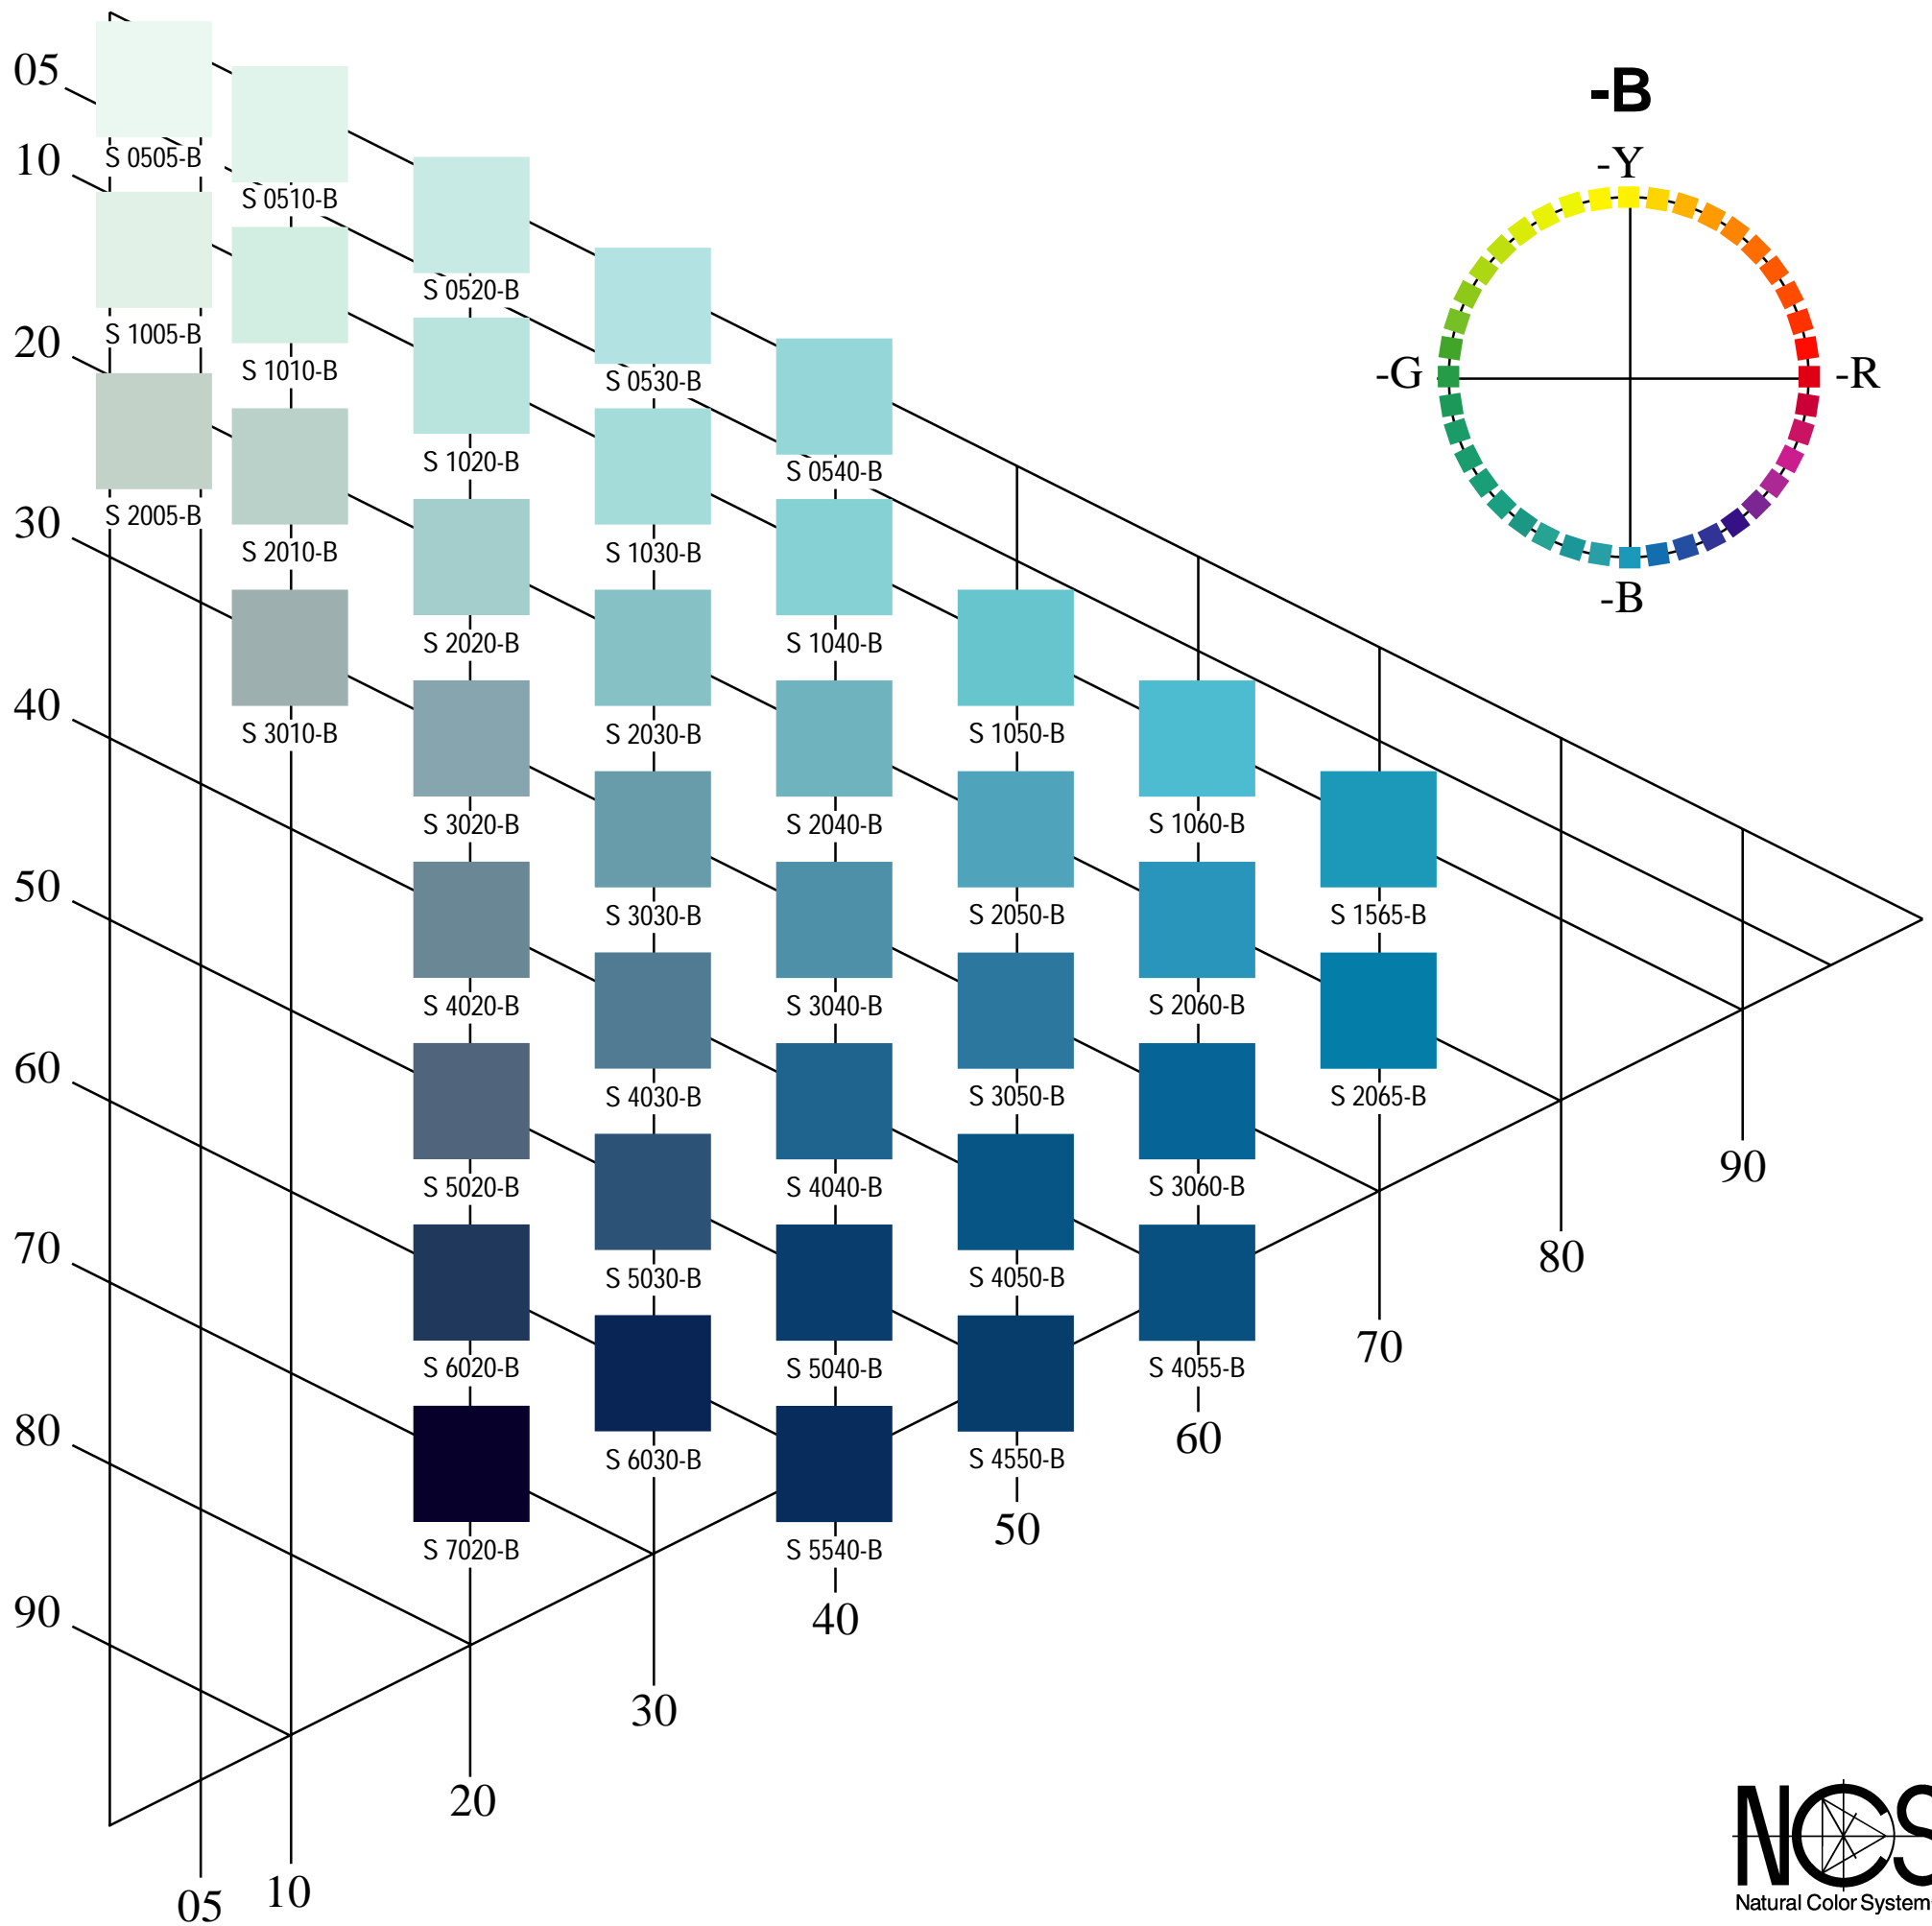 -B
-Y
-G
-R
-B
05
10
20
30
40
50
60
70
80
90
S 0505-B
S 1005-B
S 2005-B
S 0510-B
S 1010-B
S 2010-B
S 3010-B
S 0520-B
S 1020-B
S 2020-B
S 3020-B
S 4020-B
S 5020-B
S 6020-B
S 7020-B
S 0530-B
S 1030-B
S 2030-B
S 3030-B
S 4030-B
S 5030-B
S 6030-B
S 0540-B
S 1040-B
S 2040-B
S 3040-B
S 4040-B
S 5040-B
S 5540-B
S 1050-B
S 2050-B
S 3050-B
S 4050-B
S 4550-B
S 1060-B
S 2060-B
S 3060-B
S 4055-B
S 1565-B
S 2065-B
05
10
20
30
40
50
60
70
80
90
NCS
Natural Color System